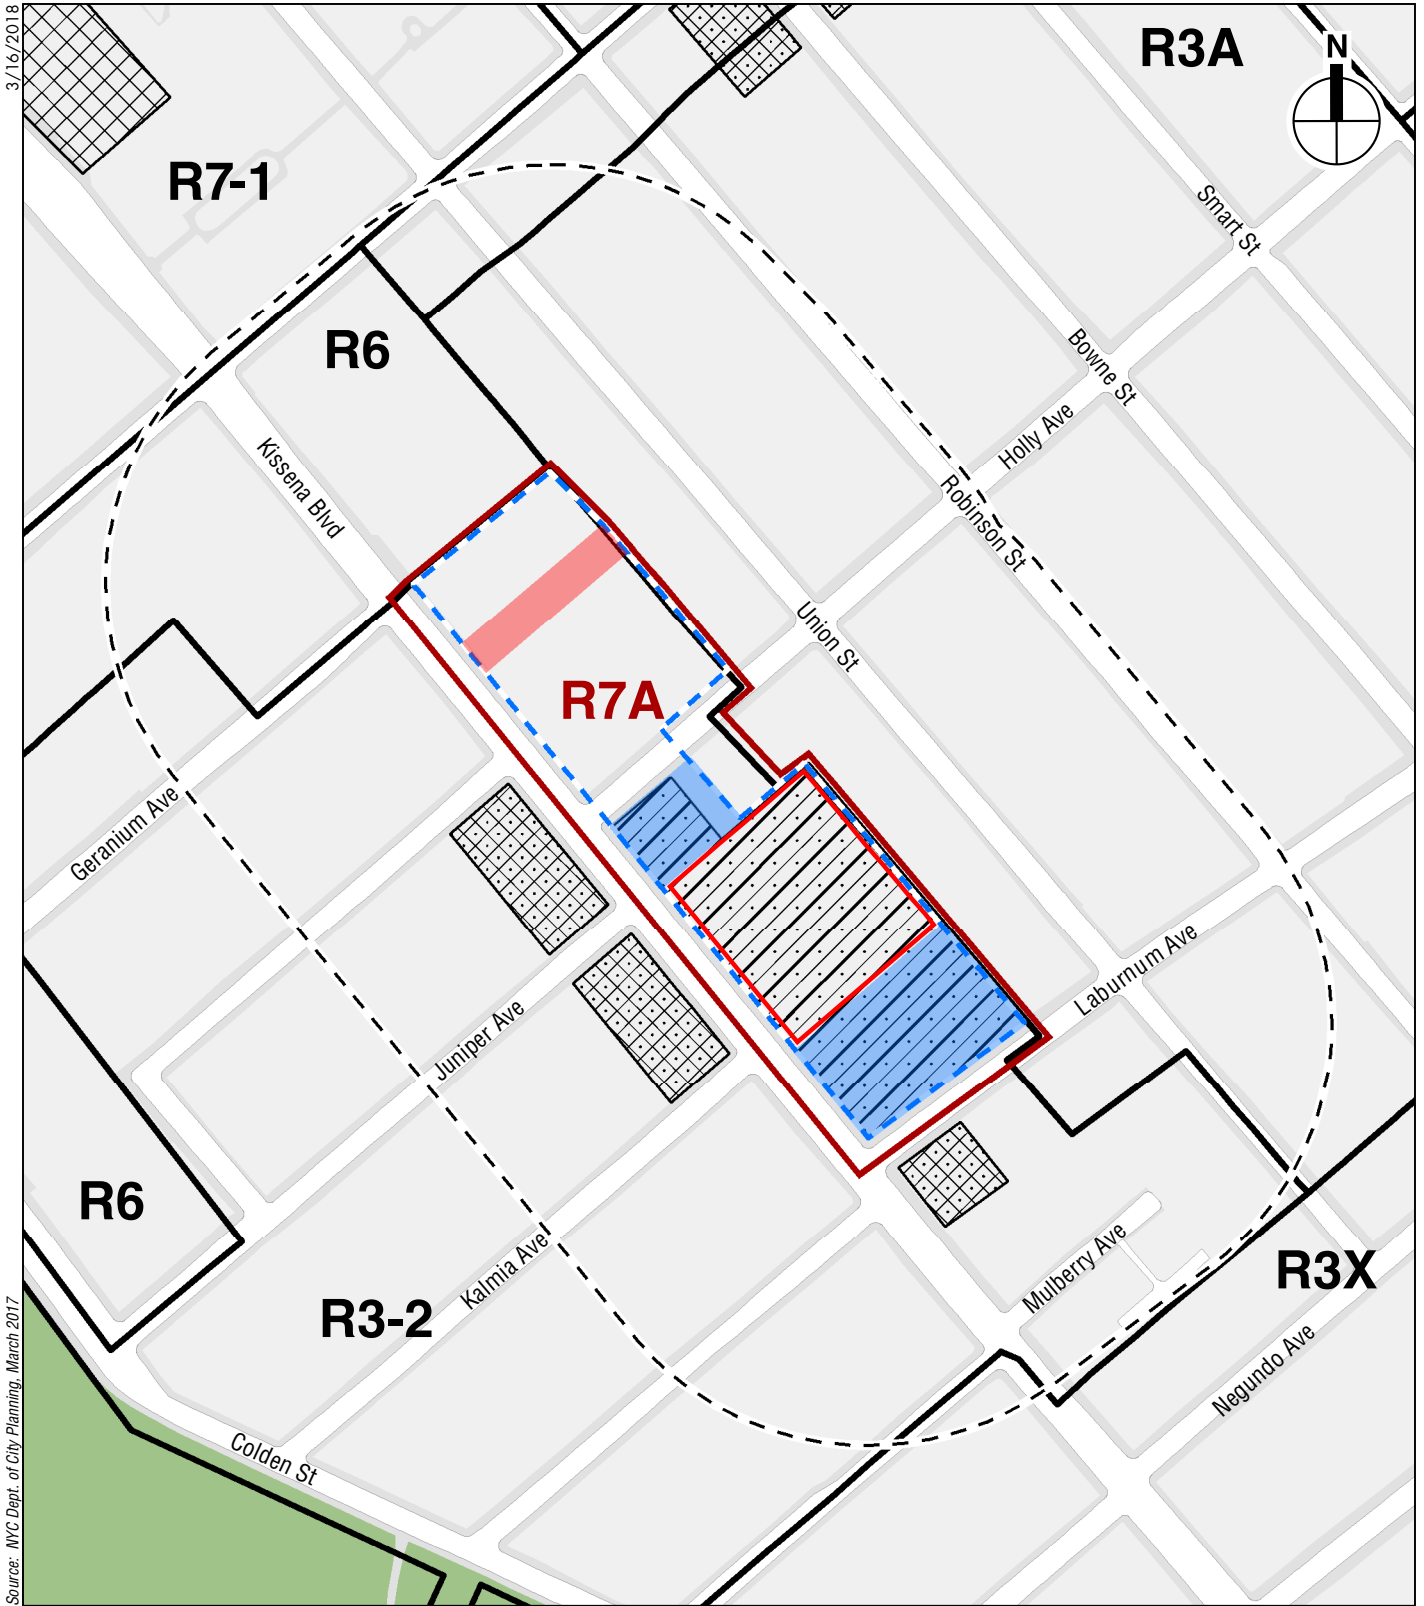 3/16/2018
R3A
N
R7-1
Smart St
R6
Bowne St
Holly Ave
Kissena Blvd
Robinson St
Union St
R7A
Geranium Ave
Laburnum Ave
Juniper Ave
R6
Mulberry Ave
Kalmia Ave
R3X
R3-2
Negundo Ave
Colden St
Source: NYC Dept. of City Planning, March 2017